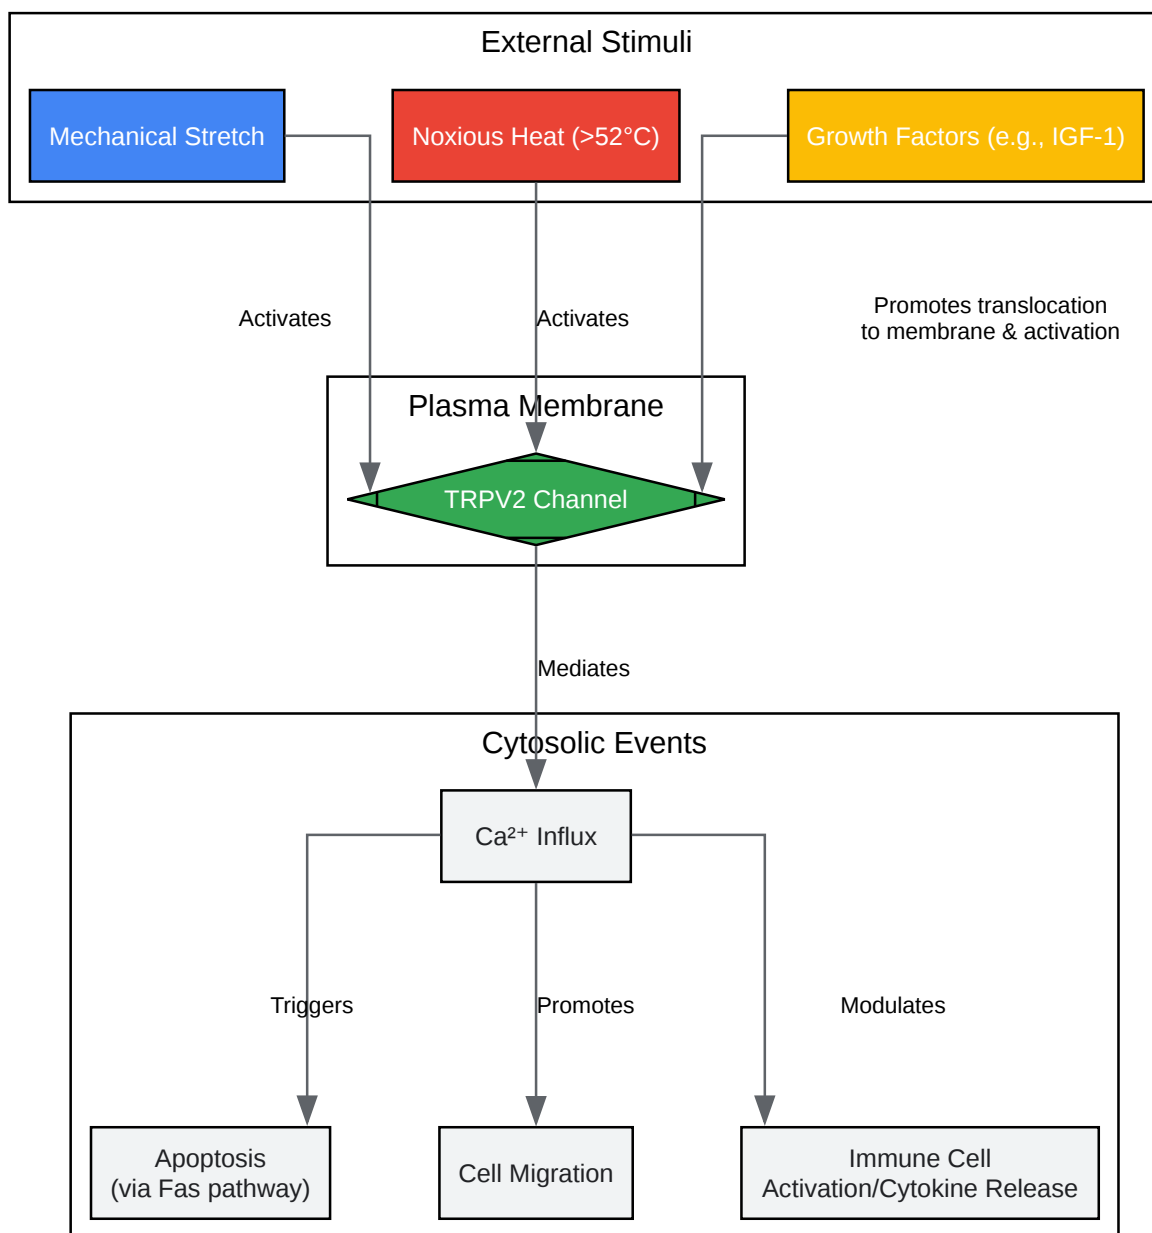 External Stimuli
Mechanical Stretch
Noxious Heat (>52°C)
Growth Factors (e.g., IGF-1)
Activates
Activates
Promotes translocation
to membrane & activation
Plasma Membrane
TRPV2 Channel
Mediates
Cytosolic Events
Ca²⁺ Influx
Triggers
Promotes
Modulates
Apoptosis
(via Fas pathway)
Cell Migration
Immune Cell
Activation/Cytokine Release